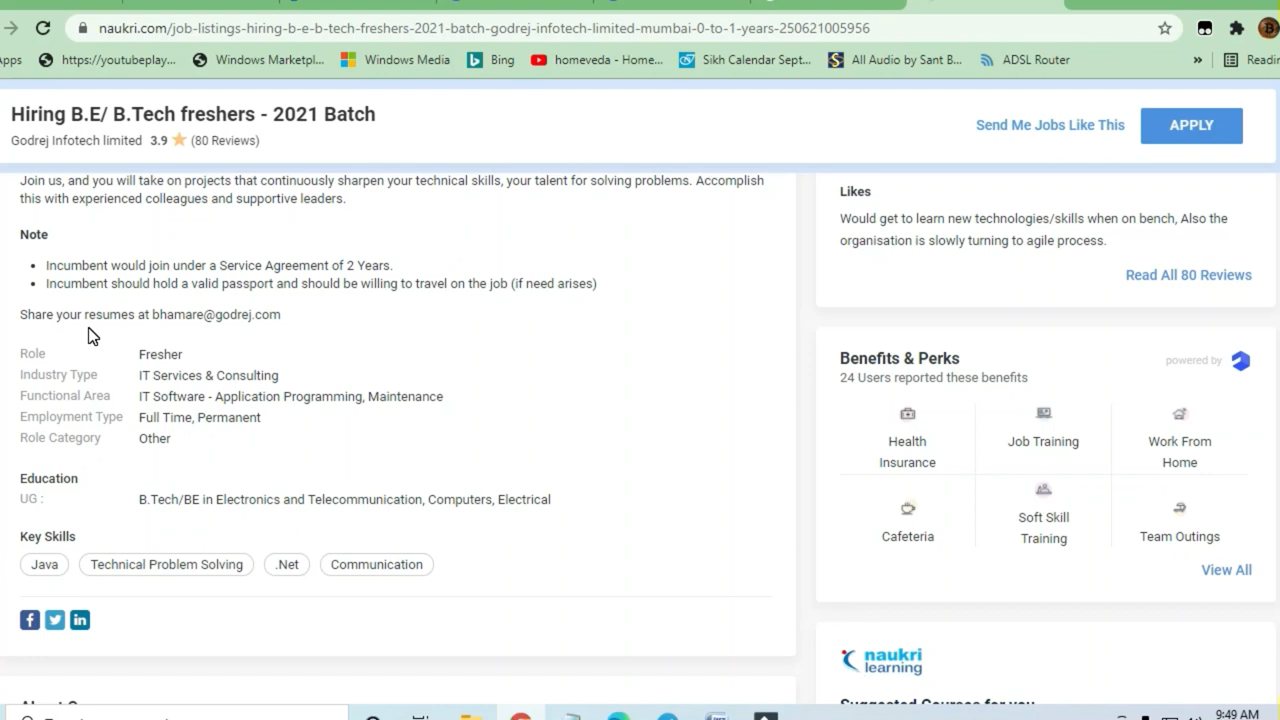 naukri.com/job-listings-hiring-b-e-b-tech-freshers-2021-batch-godrej-infotech-limited-mumbai-0-to-1-years-250621005956
https://youtubeplay... Windows Marketpl... Windows Media Bing homeveda - Home... Sikh Calendar Sept... All Audio by Sant B... ADSL Router »
Hiring B.E/ B.Tech freshers - 2021 Batch
Godrej Infotech limited 3.9 (80 Reviews)
Send Me Jobs Like This
APPLY
Join us, and you will take on projects that continuously sharpen your technical skills, your talent for solving problems. Accomplish
this with experienced colleagues and supportive leaders.
Note
• Incumbent would join under a Service Agreement of 2 Years.
• Incumbent should hold a valid passport and should be willing to travel on the job (if need arises)
Share your resumes at bhamare@godrej.com
Role Fresher
Industry Type IT Services & Consulting
Functional Area IT Software - Application Programming, Maintenance
Employment Type Full Time, Permanent
Role Category Other
Education
UG : B.Tech/BE in Electronics and Telecommunication, Computers, Electrical
Key Skills
Java Technical Problem Solving .Net Communication
Likes
Would get to learn new technologies/skills when on bench, Also the
organisation is slowly turning to agile process.
Read All 80 Reviews
Benefits & Perks
powered by
24 Users reported these benefits
Health
Insurance
Job Training
Work From
Home
Cafeteria
Soft Skill
Training
Team Outings
View All
naukri
learning
9:49 AM